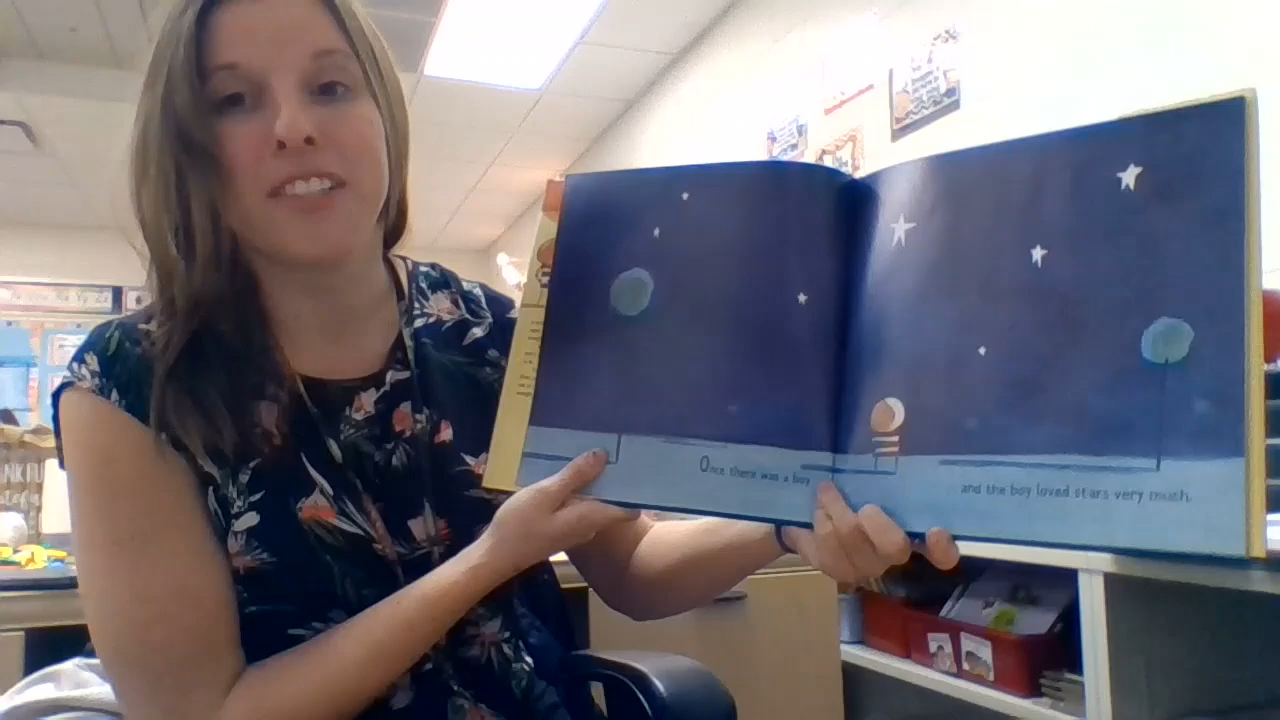 Once there was a boy
and the boy loved stars very much.